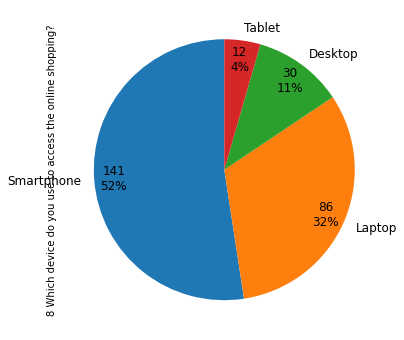 8 Which device do you use to access the online shopping?
Tablet
12
4%
Desktop
30
11%
Smartphone
141
52%
86
32%
Laptop